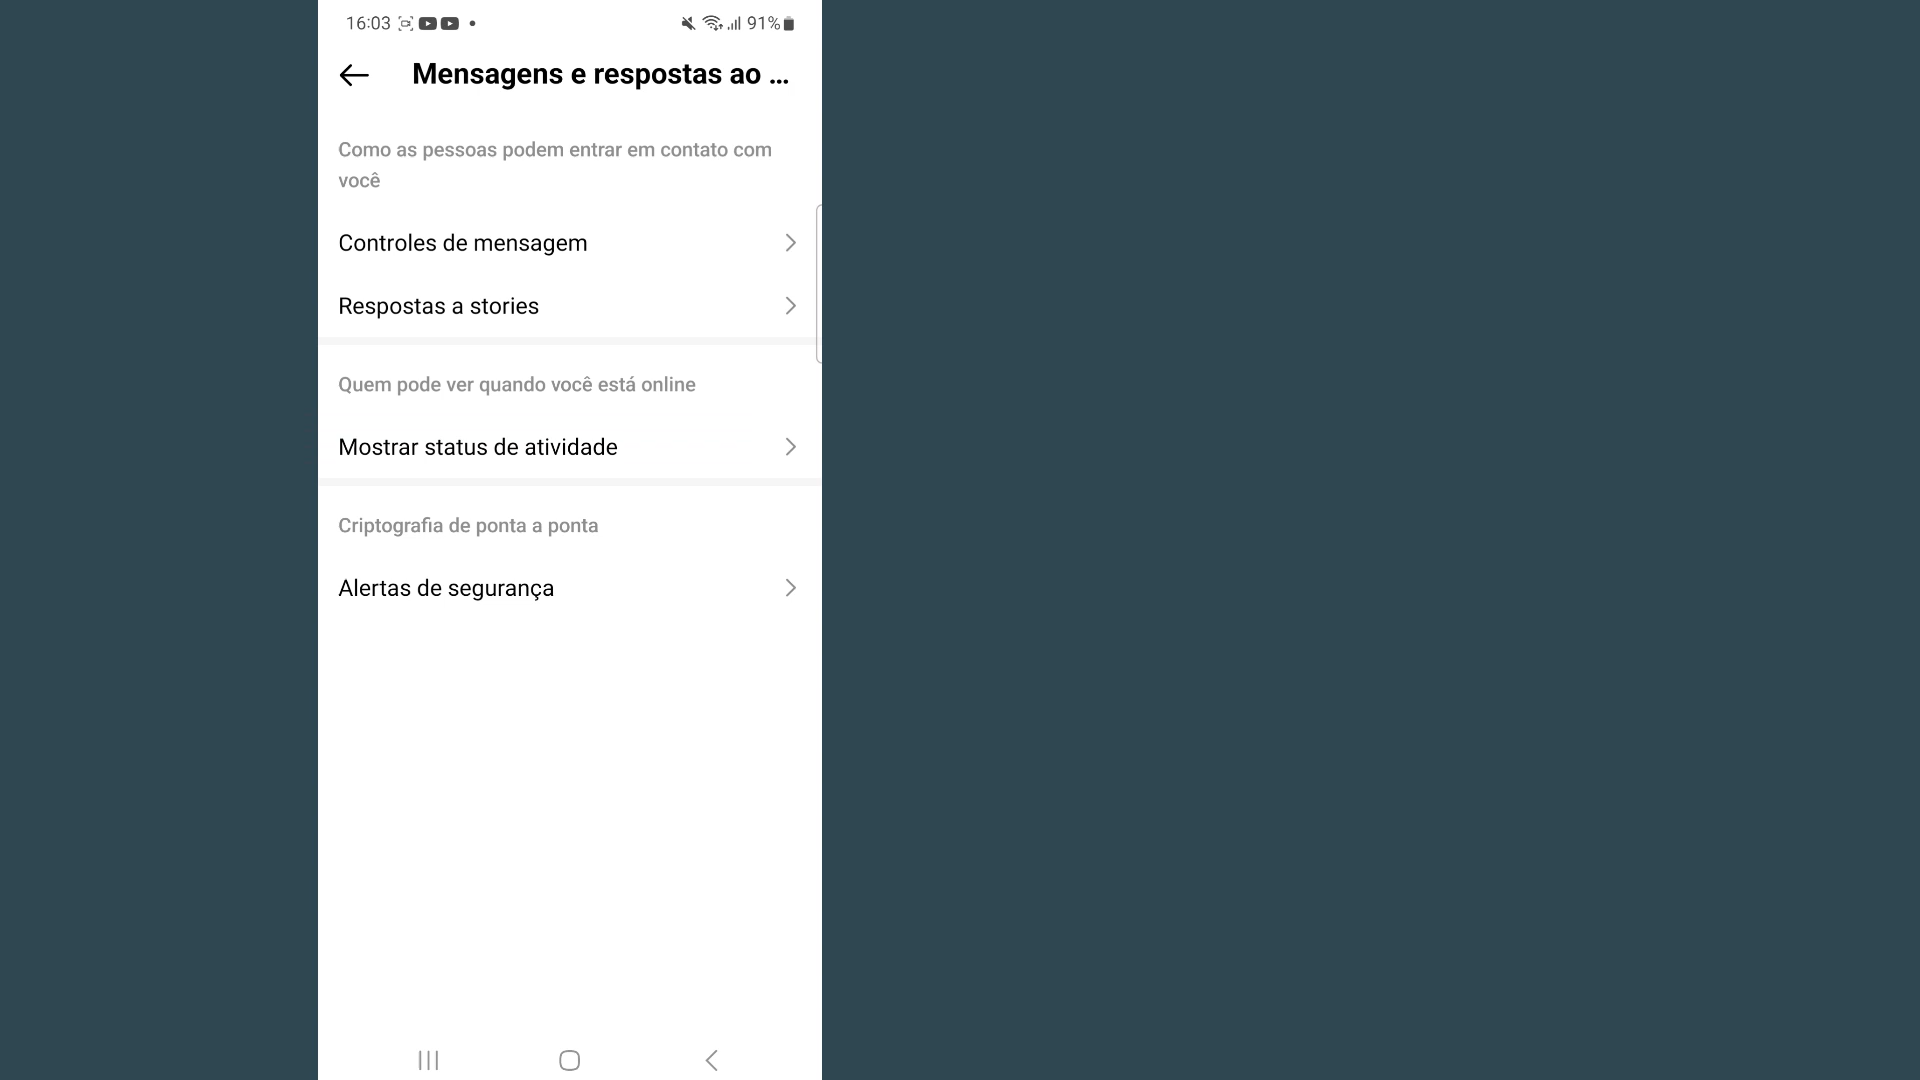 16:03
91%
Mensagens e respostas ao ...
Como as pessoas podem entrar em contato com
você
Controles de mensagem
Respostas a stories
Quem pode ver quando você está online
Mostrar status de atividade
Criptografia de ponta a ponta
Alertas de segurança